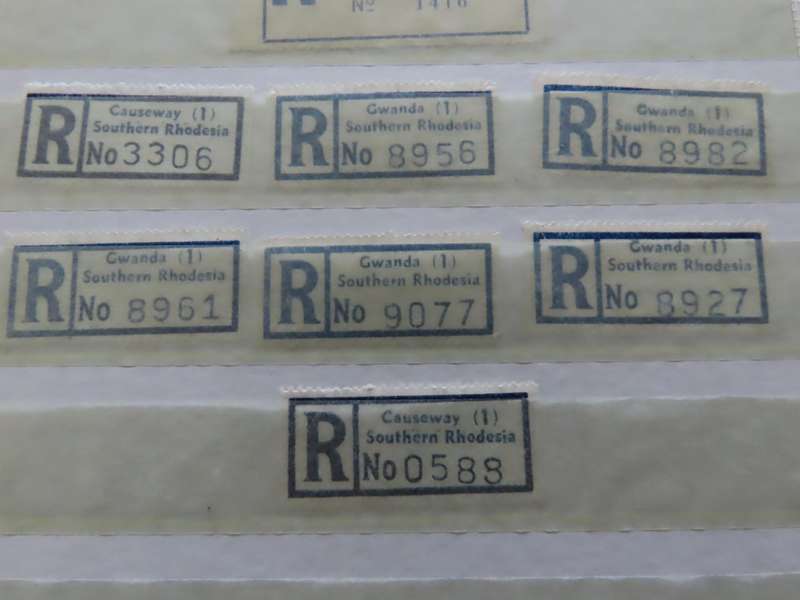 No 1416
R
Causeway (1)
Southern Rhodesia
No 3306
R
Gwanda (1)
Southern Rhodesia
No 8956
R
Gwanda (1)
Southern Rhodesia
No 8982
R
Gwanda (1)
Southern Rhodesia
No 8961
R
Gwanda (1)
Southern Rhodesia
No 9077
R
Gwanda (1)
Southern Rhodesia
No 8927
R
Causeway (1)
Southern Rhodesia
No 0588